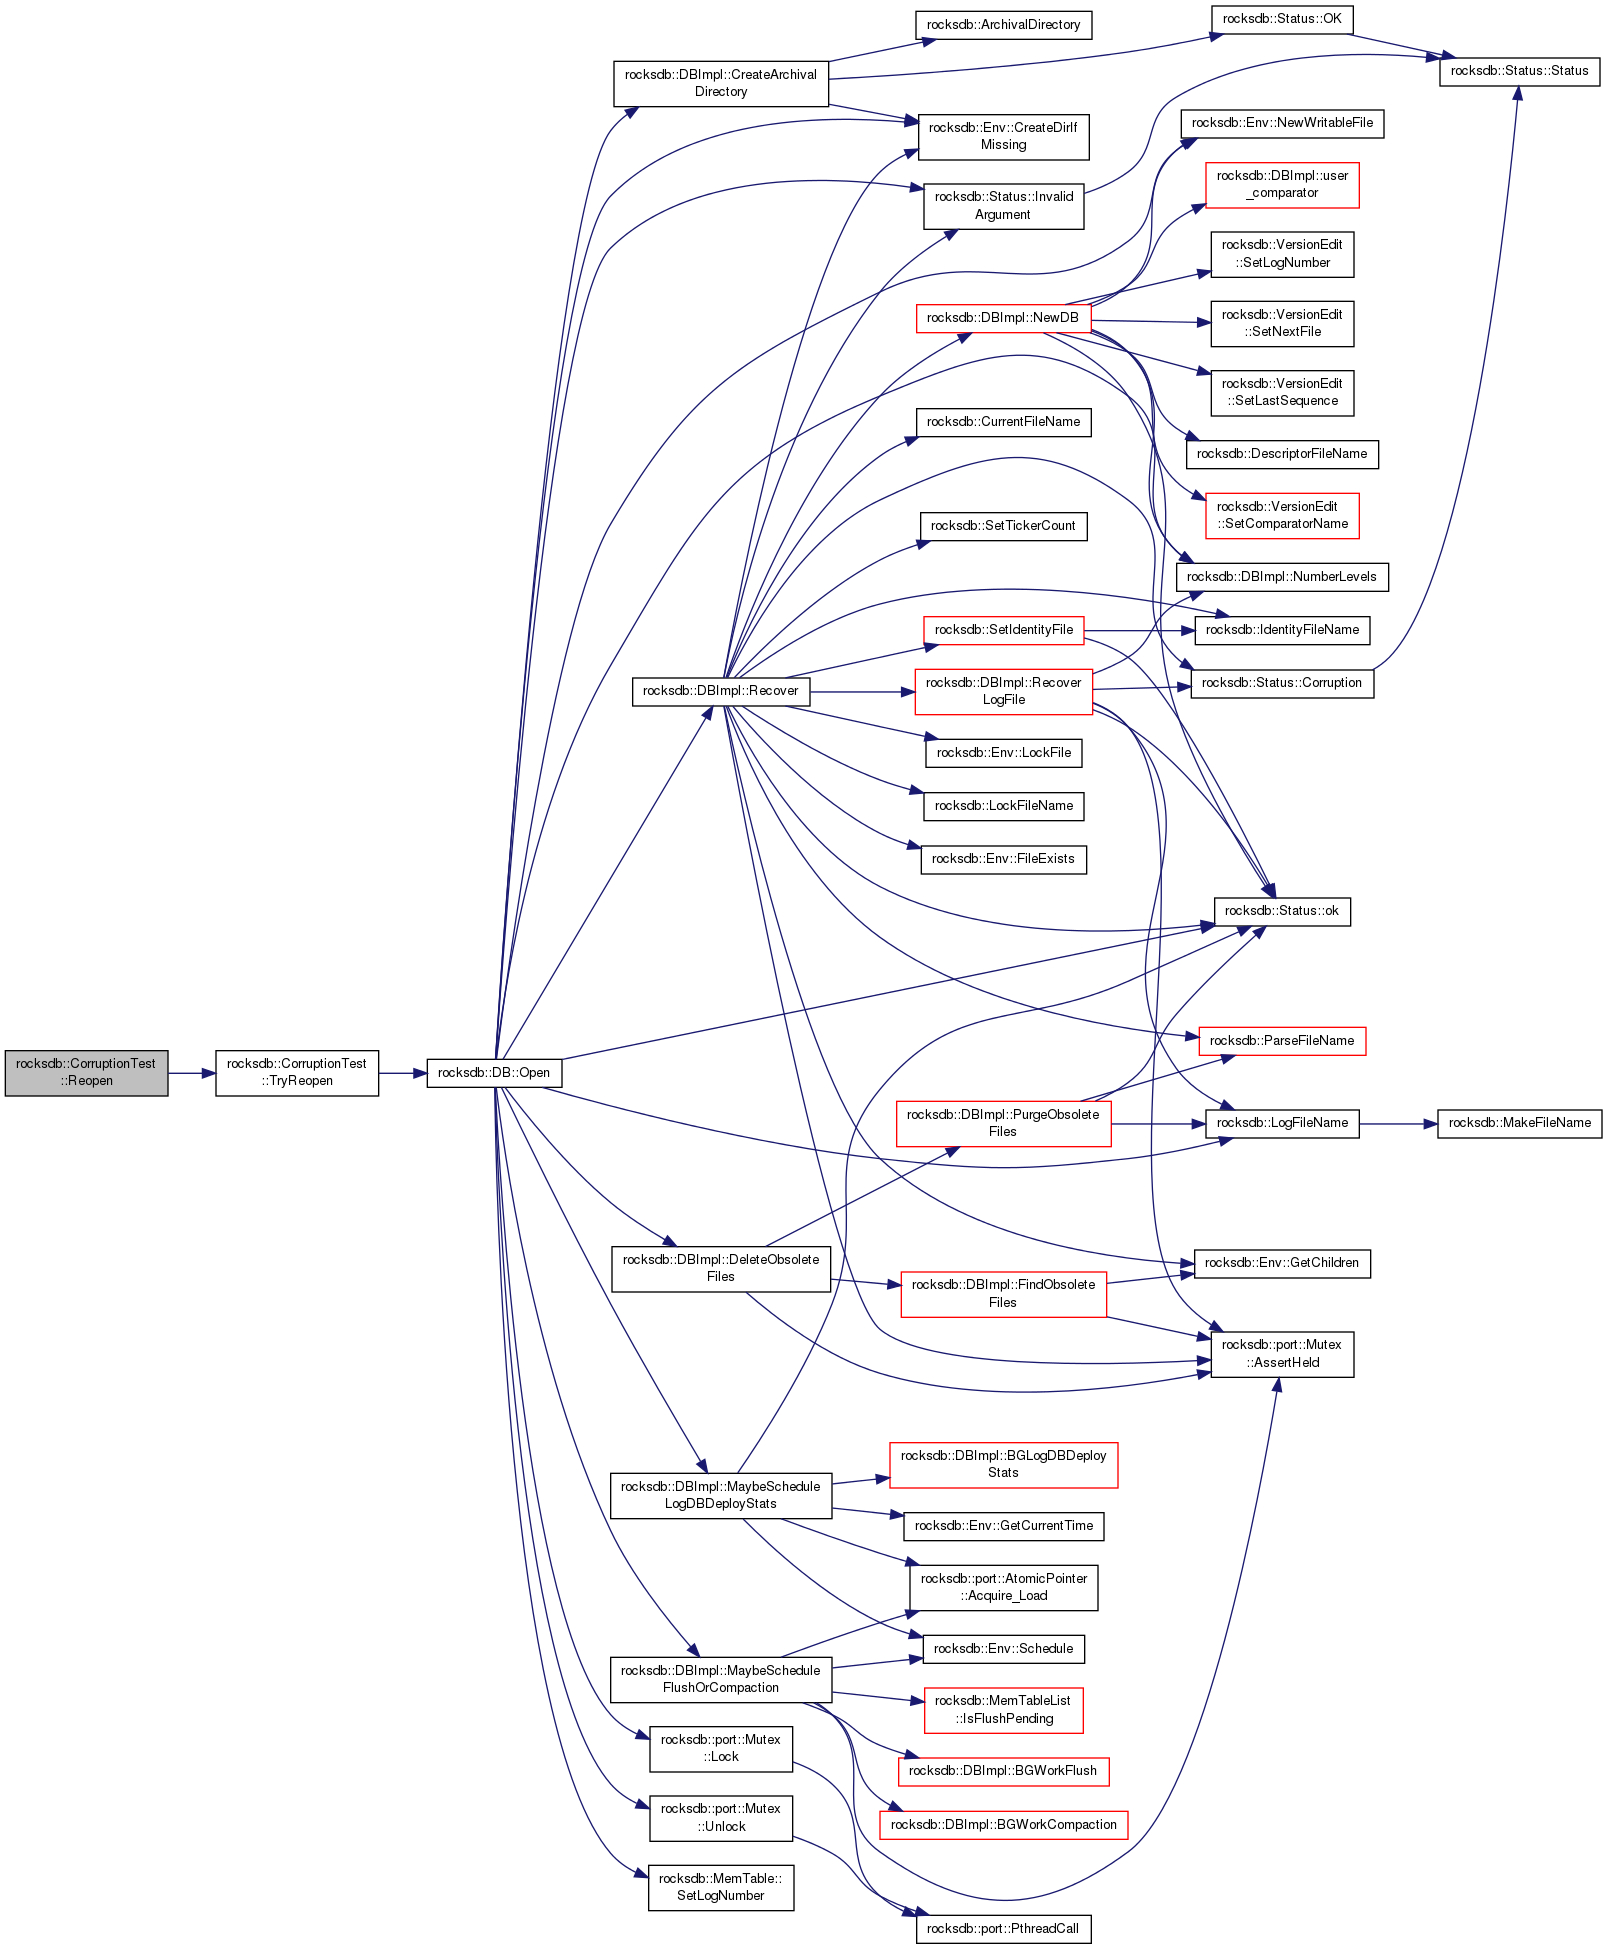 rocksdb::ArchivalDirectory
rocksdb::Status::OK
rocksdb::DBImpl::CreateArchival
Directory
rocksdb::Status::Status
rocksdb::Env::CreateDirIf
Missing
rocksdb::Env::NewWritableFile
rocksdb::DBImpl::user
_comparator
rocksdb::Status::Invalid
Argument
rocksdb::VersionEdit
::SetLogNumber
rocksdb::DBImpl::NewDB
rocksdb::VersionEdit
::SetNextFile
rocksdb::VersionEdit
::SetLastSequence
rocksdb::CurrentFileName
rocksdb::DescriptorFileName
rocksdb::SetTickerCount
rocksdb::VersionEdit
::SetComparatorName
rocksdb::DBImpl::NumberLevels
rocksdb::SetIdentityFile
rocksdb::IdentityFileName
rocksdb::DBImpl::Recover
rocksdb::DBImpl::Recover
LogFile
rocksdb::Status::Corruption
rocksdb::Env::LockFile
rocksdb::LockFileName
rocksdb::Env::FileExists
rocksdb::Status::ok
rocksdb::ParseFileName
rocksdb::CorruptionTest
::Reopen
rocksdb::CorruptionTest
::TryReopen
rocksdb::DB::Open
rocksdb::DBImpl::PurgeObsolete
Files
rocksdb::LogFileName
rocksdb::MakeFileName
rocksdb::DBImpl::DeleteObsolete
Files
rocksdb::Env::GetChildren
rocksdb::DBImpl::FindObsolete
Files
rocksdb::port::Mutex
::AssertHeld
rocksdb::DBImpl::BGLogDBDeploy
Stats
rocksdb::DBImpl::MaybeSchedule
LogDBDeployStats
rocksdb::Env::GetCurrentTime
rocksdb::port::AtomicPointer
::Acquire_Load
rocksdb::Env::Schedule
rocksdb::DBImpl::MaybeSchedule
FlushOrCompaction
rocksdb::MemTableList
::IsFlushPending
rocksdb::port::Mutex
::Lock
rocksdb::DBImpl::BGWorkFlush
rocksdb::port::Mutex
::Unlock
rocksdb::DBImpl::BGWorkCompaction
rocksdb::MemTable::
SetLogNumber
rocksdb::port::PthreadCall